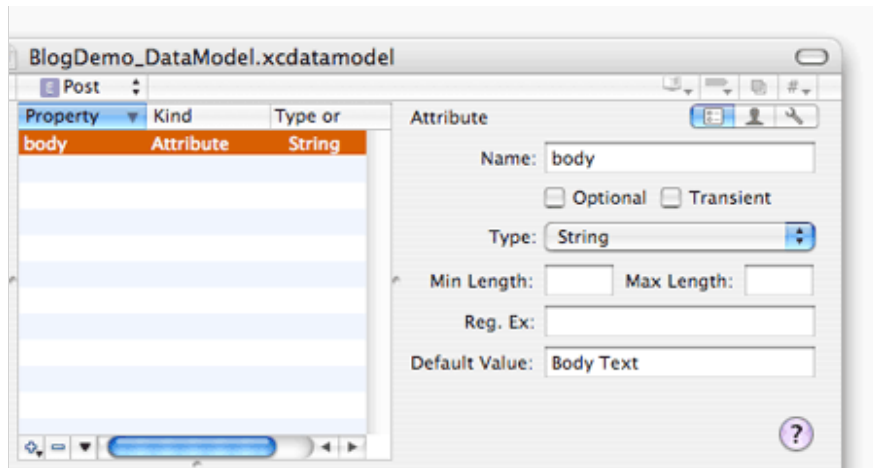 BlogDemo_DataModel.xcdatamodel
E Post
Property Kind Type or
body Attribute String
Attribute
Name: body
Optional Transient
Type: String
Min Length: Max Length:
Reg. Ex:
Default Value: Body Text
?